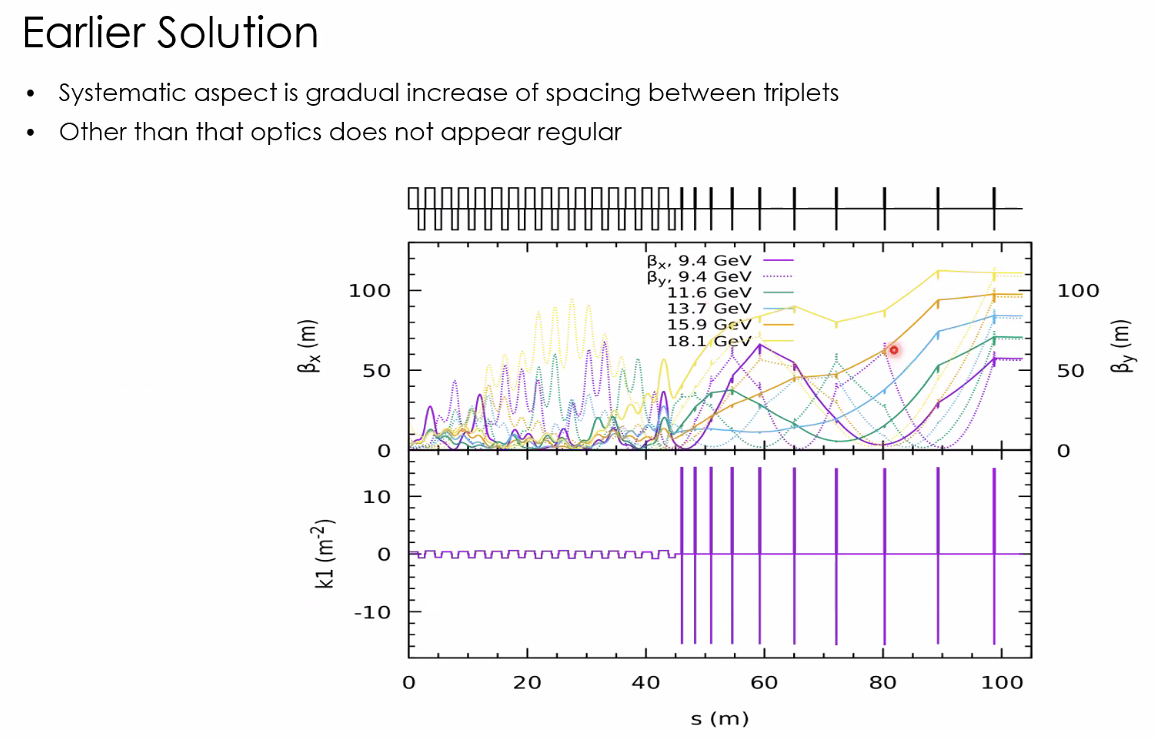 Earlier Solution
• Systematic aspect is gradual increase of spacing between triplets
• Other than that optics does not appear regular
βx, 9.4 GeV
βy, 9.4 GeV
11.6 GeV
13.7 GeV
15.9 GeV
18.1 GeV
100
50
0
βx (m)
100
50
0
βy (m)
10
0
-10
k1 (m-2)
0 20 40 60 80 100
s (m)